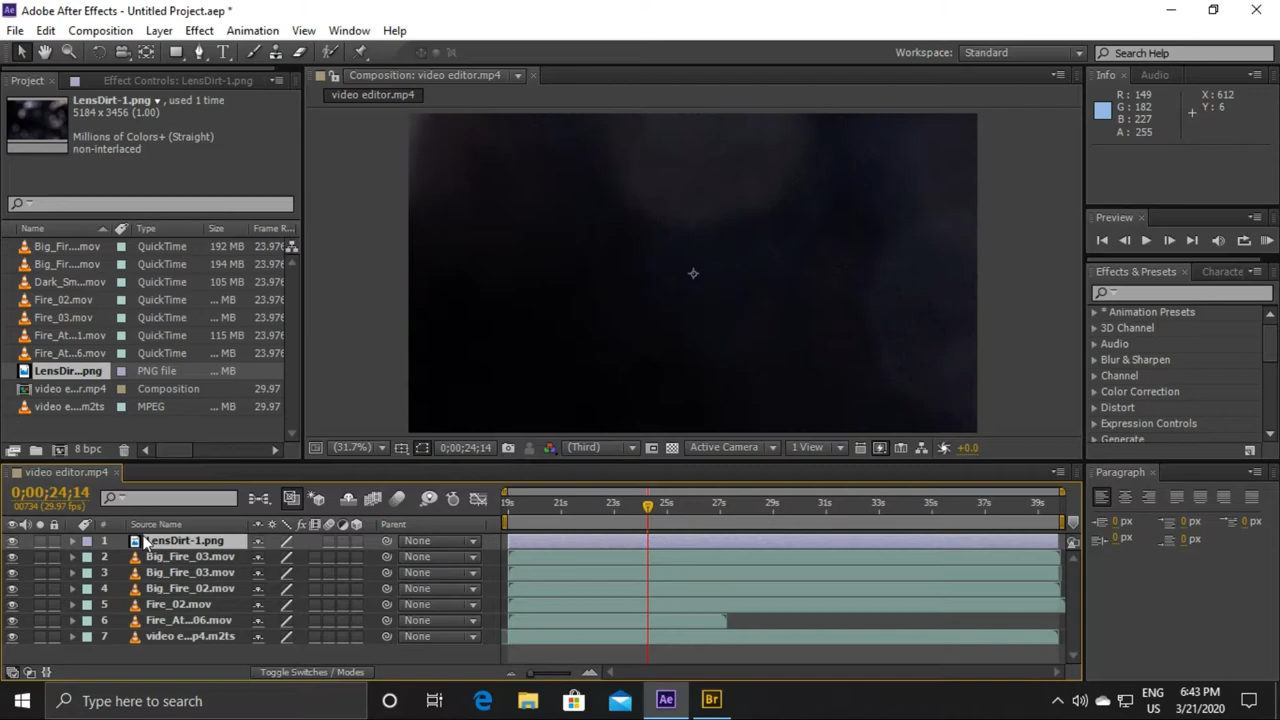 Ae Adobe After Effects - Untitled Project.aep *
File Edit Composition Layer Effect Animation View Window Help
Workspace: Standard Search Help
Project Effect Controls: LensDirt-1.png
Composition: video editor.mp4
Info Audio
LensDirt-1.png , used 1 time
5184 x 3456 (1.00)
Millions of Colors+ (Straight)
non-interlaced
video editor.mp4
R : 149
G : 182
B : 227
A : 255
X : 612
Y : 6
Preview
Name Type Size Frame R...
Big_Fir....mov QuickTime 192 MB 23.976
Big_Fir....mov QuickTime 194 MB 23.976
Dark_Sm...mov QuickTime 105 MB 23.976
Fire_02.mov QuickTime ... MB 23.976
Fire_03.mov QuickTime ... MB 23.976
Fire_At...1.mov QuickTime 115 MB 23.976
Fire_At...6.mov QuickTime ... MB 23.976
LensDir...png PNG file ... MB
video e...r.mp4 Composition 29.97
video e....m2ts MPEG ... MB 29.97
8 bpc
(31.7%) 0;00;24;14 (Third) Active Camera 1 View +0.0
Effects & Presets Characte
* Animation Presets
3D Channel
Audio
Blur & Sharpen
Channel
Color Correction
Distort
Expression Controls
Generate
video editor.mp4
0;00;24;14
00734 (29.97 fps)
19s 21s 23s 25s 27s 29s 31s 33s 35s 37s 39s
# Source Name fx Parent
1 LensDirt-1.png None
2 Big_Fire_03.mov None
3 Big_Fire_03.mov None
4 Big_Fire_02.mov None
5 Fire_02.mov None
6 Fire_At...06.mov None
7 video e...p4.m2ts None
Toggle Switches / Modes
Paragraph
0 px 0 px 0 px
0 px 0 px
Type here to search
Ae Br
ENG
US
6:43 PM
3/21/2020